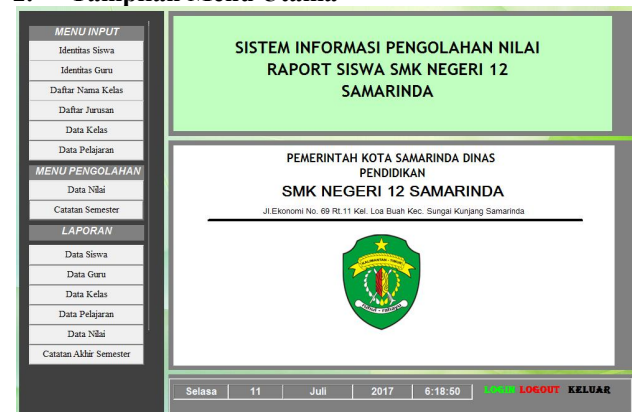 MENU INPUT
Identitas Siswa
Identitas Guru
Daftar Nama Kelas
Daftar Jurusan
Data Kelas
Data Pelajaran
MENU PENGOLAHAN
Data Nilai
Catatan Semester
LAPORAN
Data Siswa
Data Guru
Data Kelas
Data Pelajaran
Data Nilai
Catatan Akhir Semester
SISTEM INFORMASI PENGOLAHAN NILAI
RAPORT SISWA SMK NEGERI 12
SAMARINDA
PEMERINTAH KOTA SAMARINDA DINAS
PENDIDIKAN
SMK NEGERI 12 SAMARINDA
Jl.Ekonomi No. 69 Rt.11 Kel. Loa Buah Kec. Sungai Kunjang Samarinda
Selasa 11 Juli 2017 6:18:50 LOGIN LOGOUT KELUAR